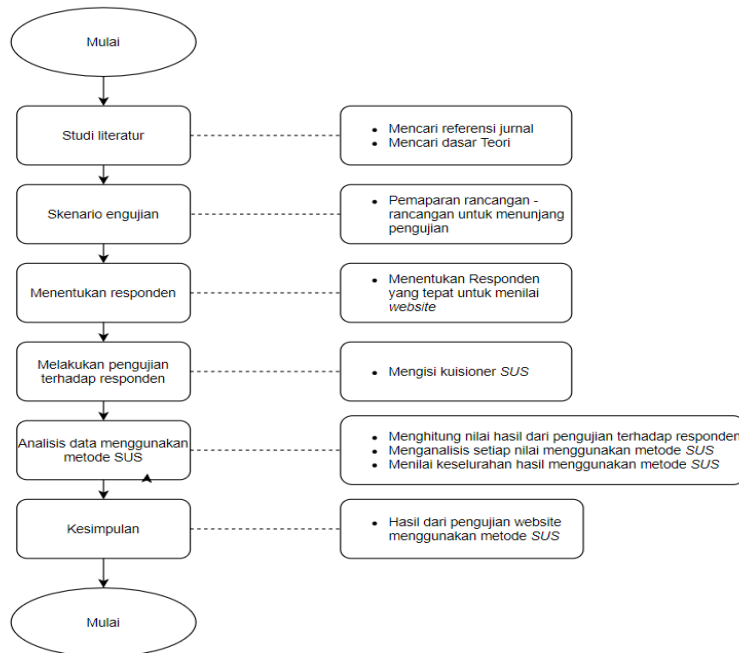 Mulai
Studi literatur
• Mencari referensi jurnal
• Mencari dasar Teori
Skenario engujian
• Pemaparan rancangan -
rancangan untuk menunjang
pengujian
Menentukan responden
• Menentukan Responden
yang tepat untuk menilai
website
Melakukan pengujian
terhadap responden
• Mengisi kuisioner SUS
Analisis data menggunakan
metode SUS
• Menghitung nilai hasil dari pengujian terhadap responden
• Menganalisis setiap nilai menggunakan metode SUS
• Menilai keselurahan hasil menggunakan metode SUS
Kesimpulan
• Hasil dari pengujian website
menggunakan metode SUS
Mulai